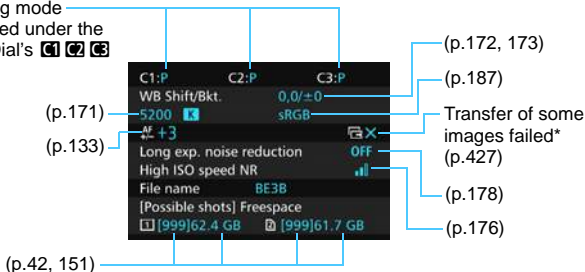 g mode
ed under the
Dial's C1 C2 C3
C1:P C2:P C3:P
WB Shift/Bkt. 0,0/±0
5200 K sRGB
AF +3
Long exp. noise reduction OFF
High ISO speed NR
File name BE3B
[Possible shots] Freespace
1 [999]62.4 GB 2 [999]61.7 GB
(p.171)
(p.133)
(p.42, 151)
(p.172, 173)
(p.187)
Transfer of some
images failed*
(p.427)
(p.178)
(p.176)